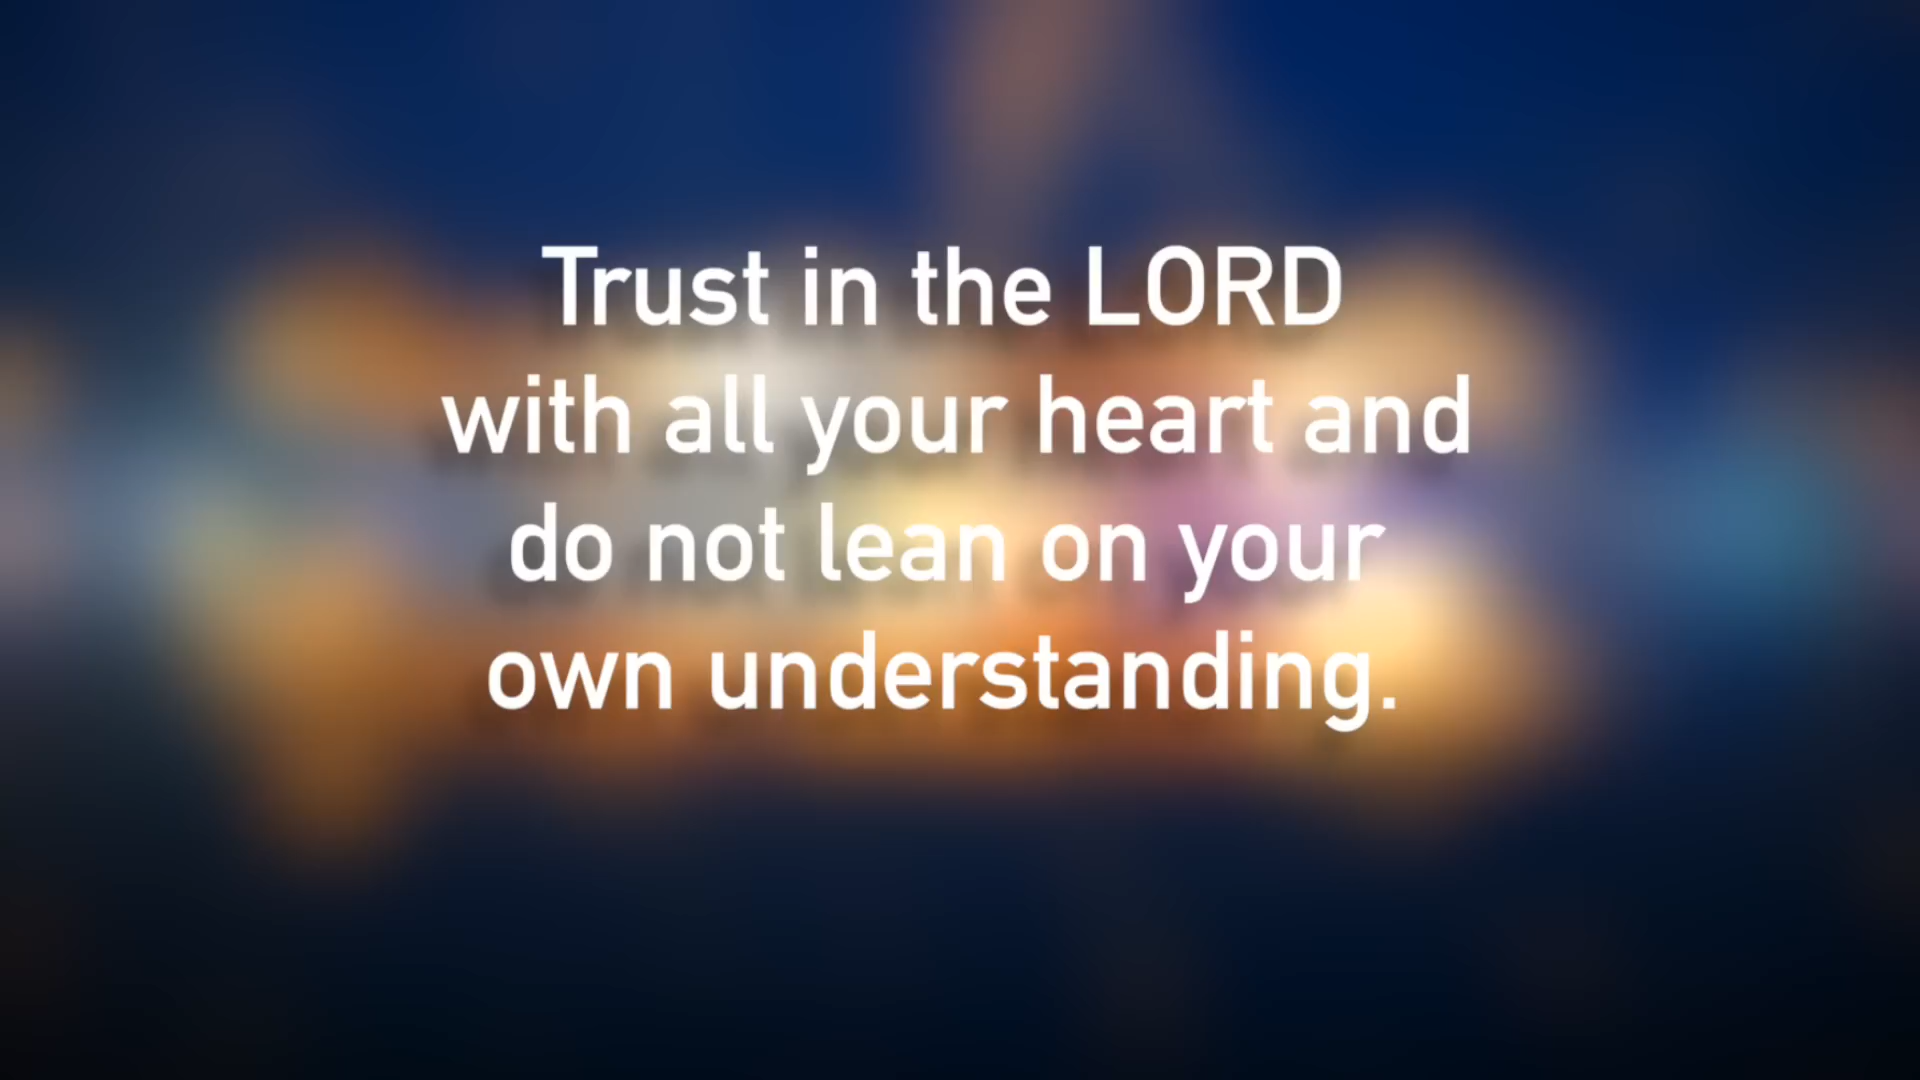 Trust in the LORD
with all your heart and
do not lean on your
own understanding.